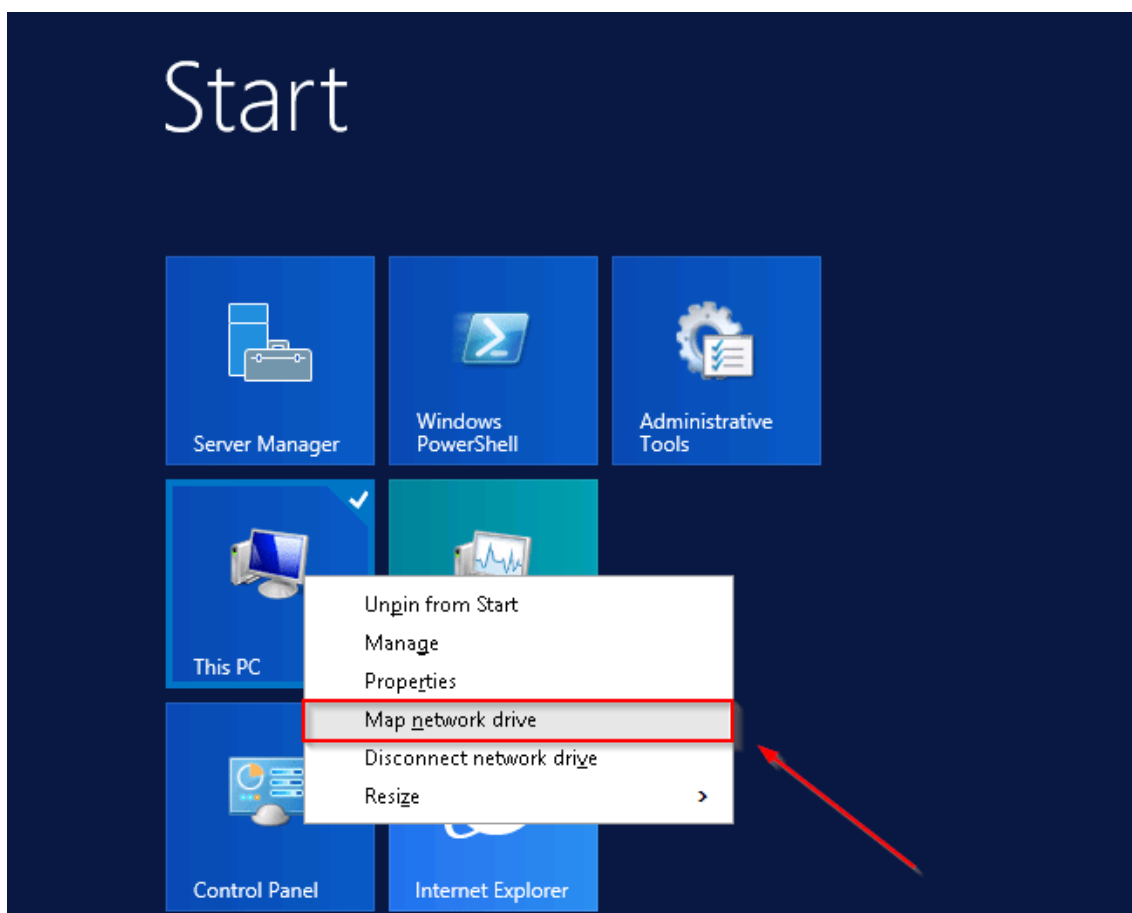 Start
Server Manager
Windows
PowerShell
Administrative
Tools
This PC
Unpin from Start
Manage
Properties
Map network drive
Disconnect network drive
Resize
Control Panel
Internet Explorer